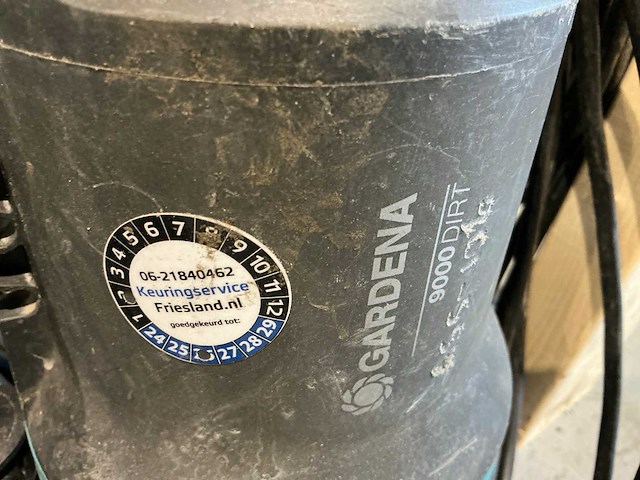 1 2 3 4 5 6 7 8 9 10 11 12
06-21840462
Keuringservice
Friesland.nl
goedgekeurd tot:
24 25 27 28 29
GARDENA
9000 DIRT